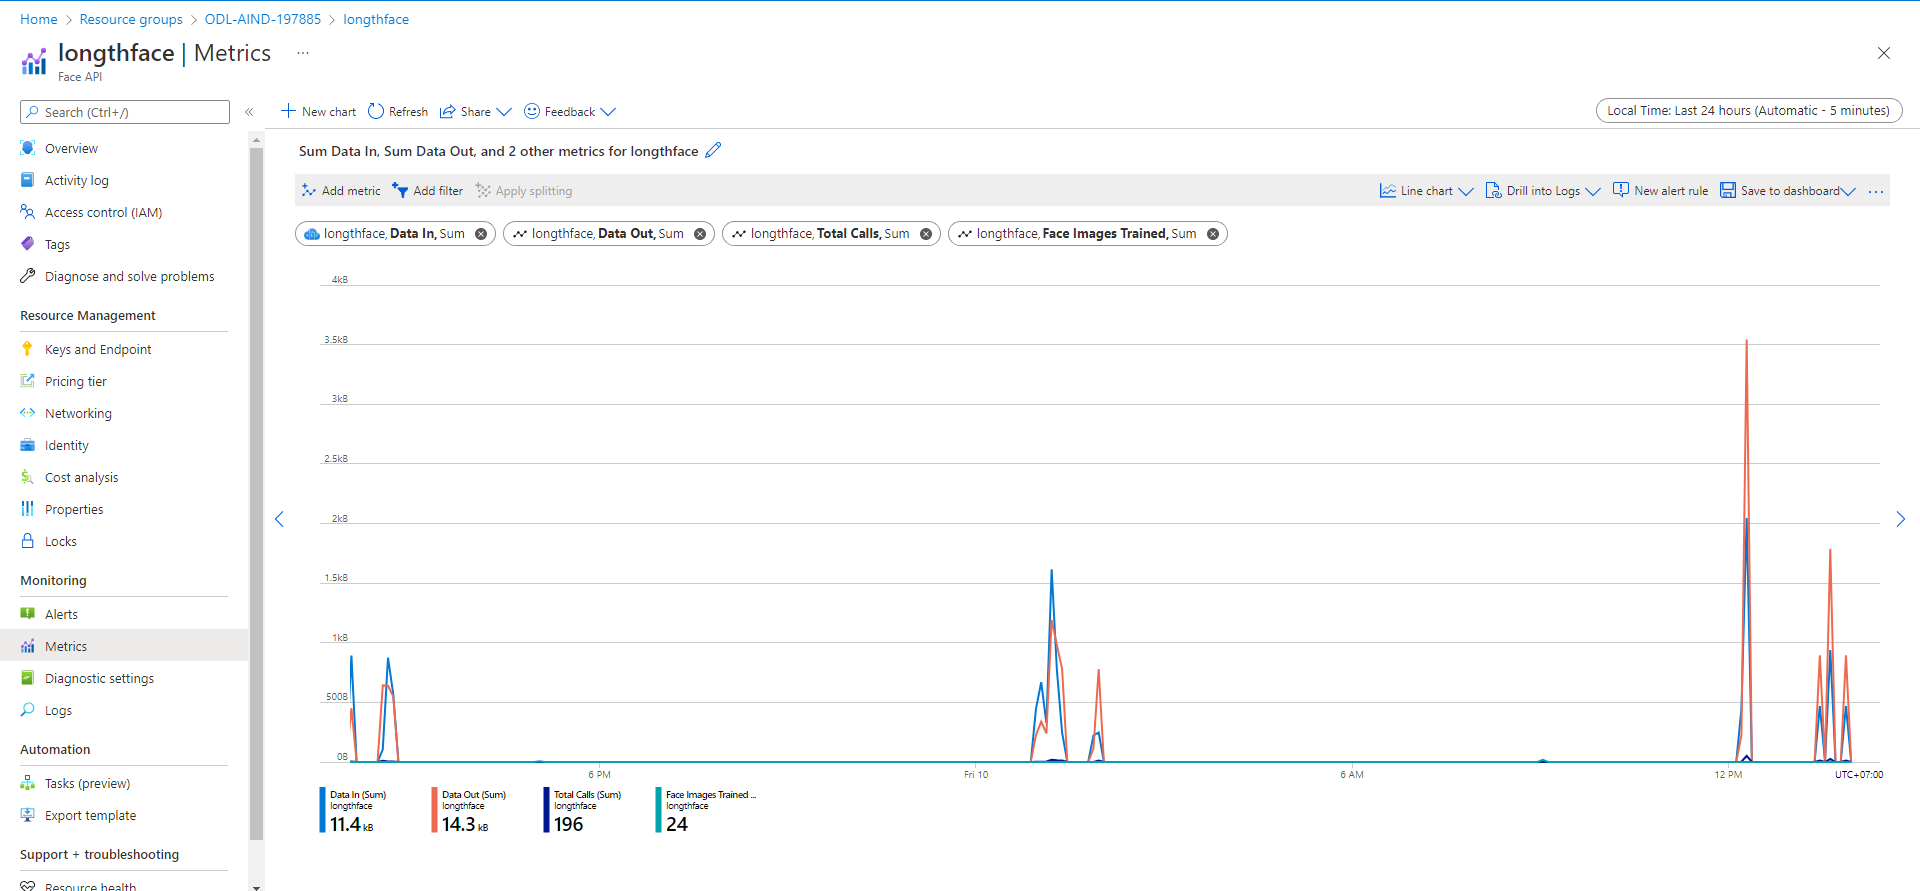 Home > Resource groups > ODL-AIND-197885 > longthface
longthface | Metrics ...
Face API
Search (Ctrl+/) «
Overview
Activity log
Access control (IAM)
Tags
Diagnose and solve problems
Resource Management
Keys and Endpoint
Pricing tier
Networking
Identity
Cost analysis
Properties
Locks
Monitoring
Alerts
Metrics
Diagnostic settings
Logs
Automation
Tasks (preview)
Export template
Support + troubleshooting
Resource health
New chart Refresh Share Feedback
Local Time: Last 24 hours (Automatic - 5 minutes)
Sum Data In, Sum Data Out, and 2 other metrics for longthface
Add metric Add filter Apply splitting Line chart Drill into Logs New alert rule Save to dashboard ...
longthface, Data In, Sum longthface, Data Out, Sum longthface, Total Calls, Sum longthface, Face Images Trained, Sum
4kB
3.5kB
3kB
2.5kB
2kB
1.5kB
1kB
500B
0B
6 PM Fri 10 6 AM 12 PM UTC+07:00
Data In (Sum)
longthface
11.4 kB
Data Out (Sum)
longthface
14.3 kB
Total Calls (Sum)
longthface
196
Face Images Trained ...
longthface
24